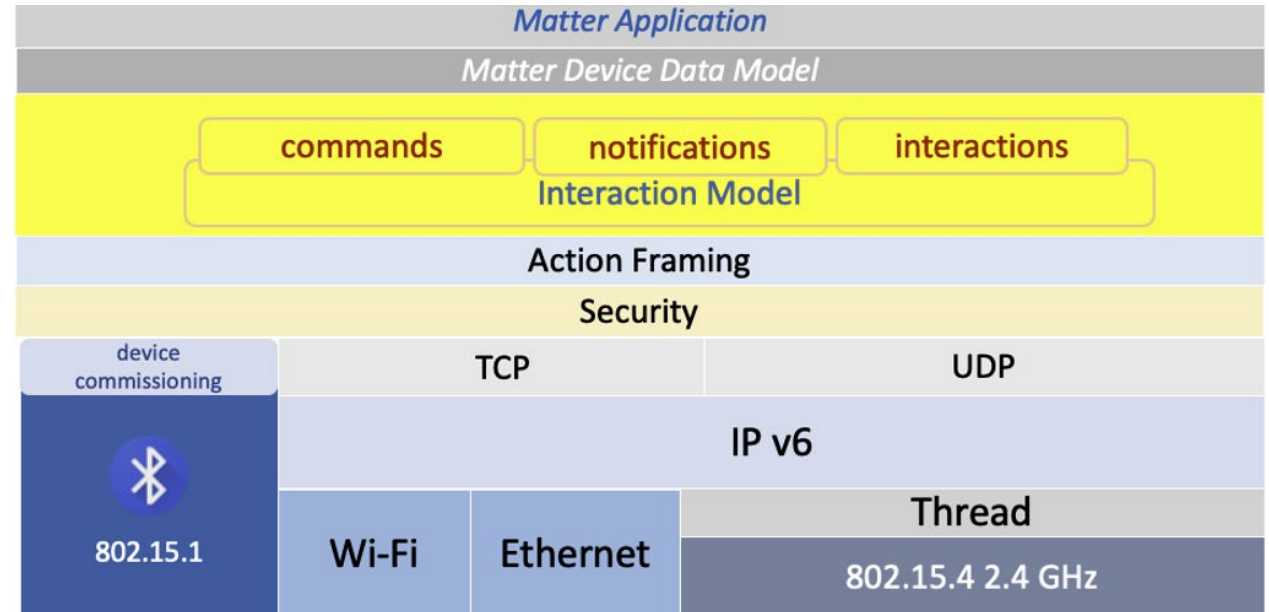 Matter Application
Matter Device Data Model
commands
notifications
interactions
Interaction Model
Action Framing
Security
device
commissioning
TCP
UDP
IP v6
802.15.1
Wi-Fi
Ethernet
Thread
802.15.4 2.4 GHz